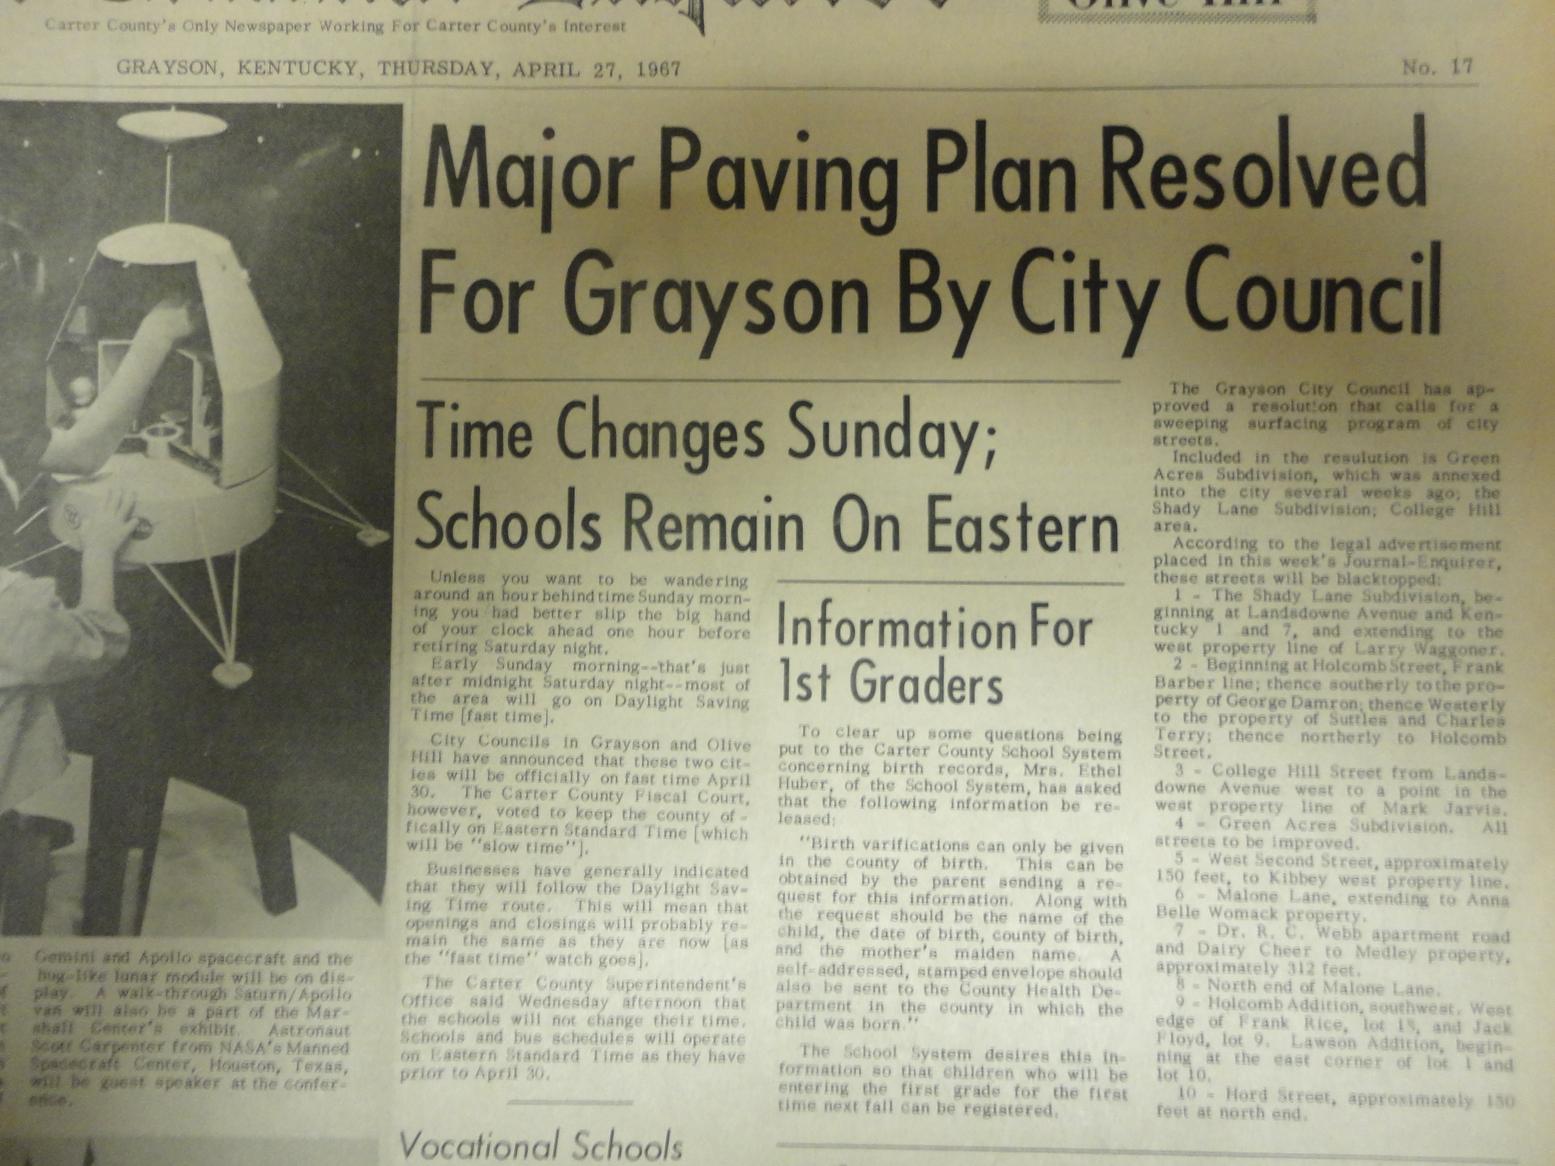 Carter County's Only Newspaper Working For Carter County's Interest
GRAYSON, KENTUCKY, THURSDAY, APRIL 27, 1967
No. 17
Major Paving Plan Resolved
For Grayson By City Council
Time Changes Sunday;
Schools Remain On Eastern
Unless you want to be wandering
around an hour behind time Sunday morn-
ing you had better slip the big hand
of your clock ahead one hour before
retiring Saturday night.
Early Sunday morning--that's just
after midnight Saturday night--most of
the area will go on Daylight Saving
Time [fast time].
City Councils in Grayson and Olive
Hill have announced that these two cit-
ies will be officially on fast time April
30. The Carter County Fiscal Court,
however, voted to keep the county of-
fically on Eastern Standard Time [which
will be "slow time"].
Businesses have generally indicated
that they will follow the Daylight Sav-
ing Time route. This will mean that
openings and closings will probably re-
main the same as they are now [as
the "fast time" watch goes].
The Carter County Superintendent's
Office said Wednesday afternoon that
the schools will not change their time.
Schools and bus schedules will operate
on Eastern Standard Time as they have
prior to April 30.
Vocational Schools
Information For
1st Graders
To clear up some questions being
put to the Carter County School System
concerning birth records, Mrs. Ethel
Huber, of the School System, has asked
that the following information be re-
leased:
"Birth varifications can only be given
in the county of birth. This can be
obtained by the parent sending a re-
quest for this information. Along with
the request should be the name of the
child, the date of birth, county of birth,
and the mother's maiden name. A
self-addressed, stamped envelope should
also be sent to the County Health De-
partment in the county in which the
child was born."
The School System desires this in-
formation so that children who will be
entering the first grade for the first
time next fall can be registered.
The Grayson City Council has ap-
proved a resolution that calls for a
sweeping surfacing program of city
streets.
Included in the resulution is Green
Acres Subdivision, which was annexed
into the city several weeks ago; the
Shady Lane Subdivision; College Hill
area.
According to the legal advertisement
placed in this week's Journal-Enquirer,
these streets will be blacktopped:
1 - The Shady Lane Subdivision, be-
ginning at Landsdowne Avenue and Ken-
tucky 1 and 7, and extending to the
west property line of Larry Waggoner.
2 - Beginning at Holcomb Street, Frank
Barber line; thence southerly to the pro-
perty of George Damron; thence Westerly
to the property of Suttles and Charles
Terry; thence northerly to Holcomb
Street.
3 - College Hill Street from Lands-
downe Avenue west to a point in the
west property line of Mark Jarvis.
4 - Green Acres Subdivision. All
streets to be improved.
5 - West Second Street, approximately
150 feet, to Kibbey west property line.
6 - Malone Lane, extending to Anna
Belle Womack property.
7 - Dr. R. C. Webb apartment road
and Dairy Cheer to Medley property,
approximately 312 feet.
8 - North end of Malone Lane.
9 - Holcomb Addition, southwest. West
edge of Frank Rice, lot and Jack
Floyd, lot 9. Lawson Addition, begin-
ning at the east corner of lot 1 and
lot 10.
10 - Hord Street, approximately 150
feet at north end.
Gemini and Apollo spacecraft and the
bug-like lunar module will be on dis-
play. A walk-through Saturn/Apollo
van will also be a part of the Mar-
shall Center's exhibit. Astronaut
Scott Carpenter from NASA's Manned
Spacecraft Center, Houston, Texas,
will be guest speaker at the confer-
ence.